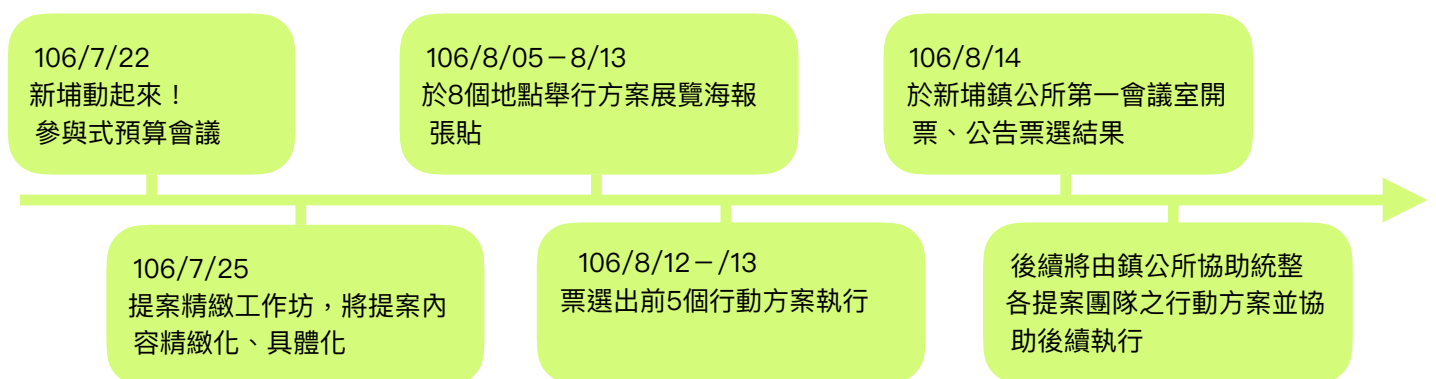 106/7/22
新埔動起來！
參與式預算會議
106/7/25
提案精緻工作坊，將提案內
容精緻化、具體化
106/8/05－8/13
於8個地點舉行方案展覽海報
張貼
106/8/12－/13
票選出前5個行動方案執行
106/8/14
於新埔鎮公所第一會議室開
票、公告票選結果
後續將由鎮公所協助統整
各提案團隊之行動方案並協
助後續執行